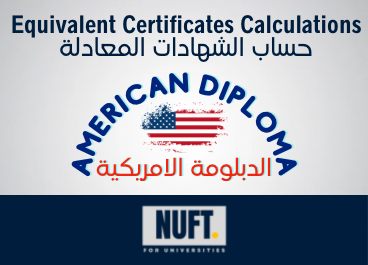 Equivalent Certificates Calculations
حساب الشهادات المعادلة
AMERICAN DIPLOMA
الدبلومة الامريكية
NUFT.
FOR UNIVERSITIES